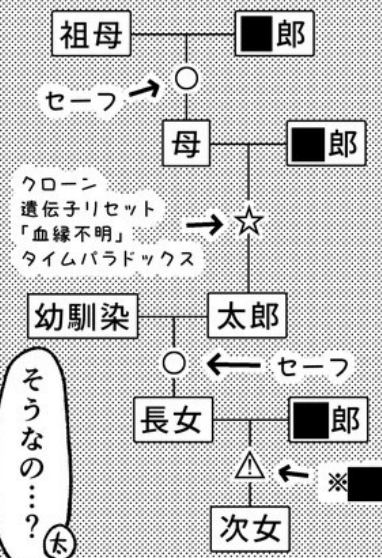 祖母 ■郎
セーフ
母 ■郎
クローン
遺伝子リセット
「血縁不明」
タイムパラドックス
幼馴染 太郎
セーフ
長女 ■郎
※■
次女
そうなの…?
太